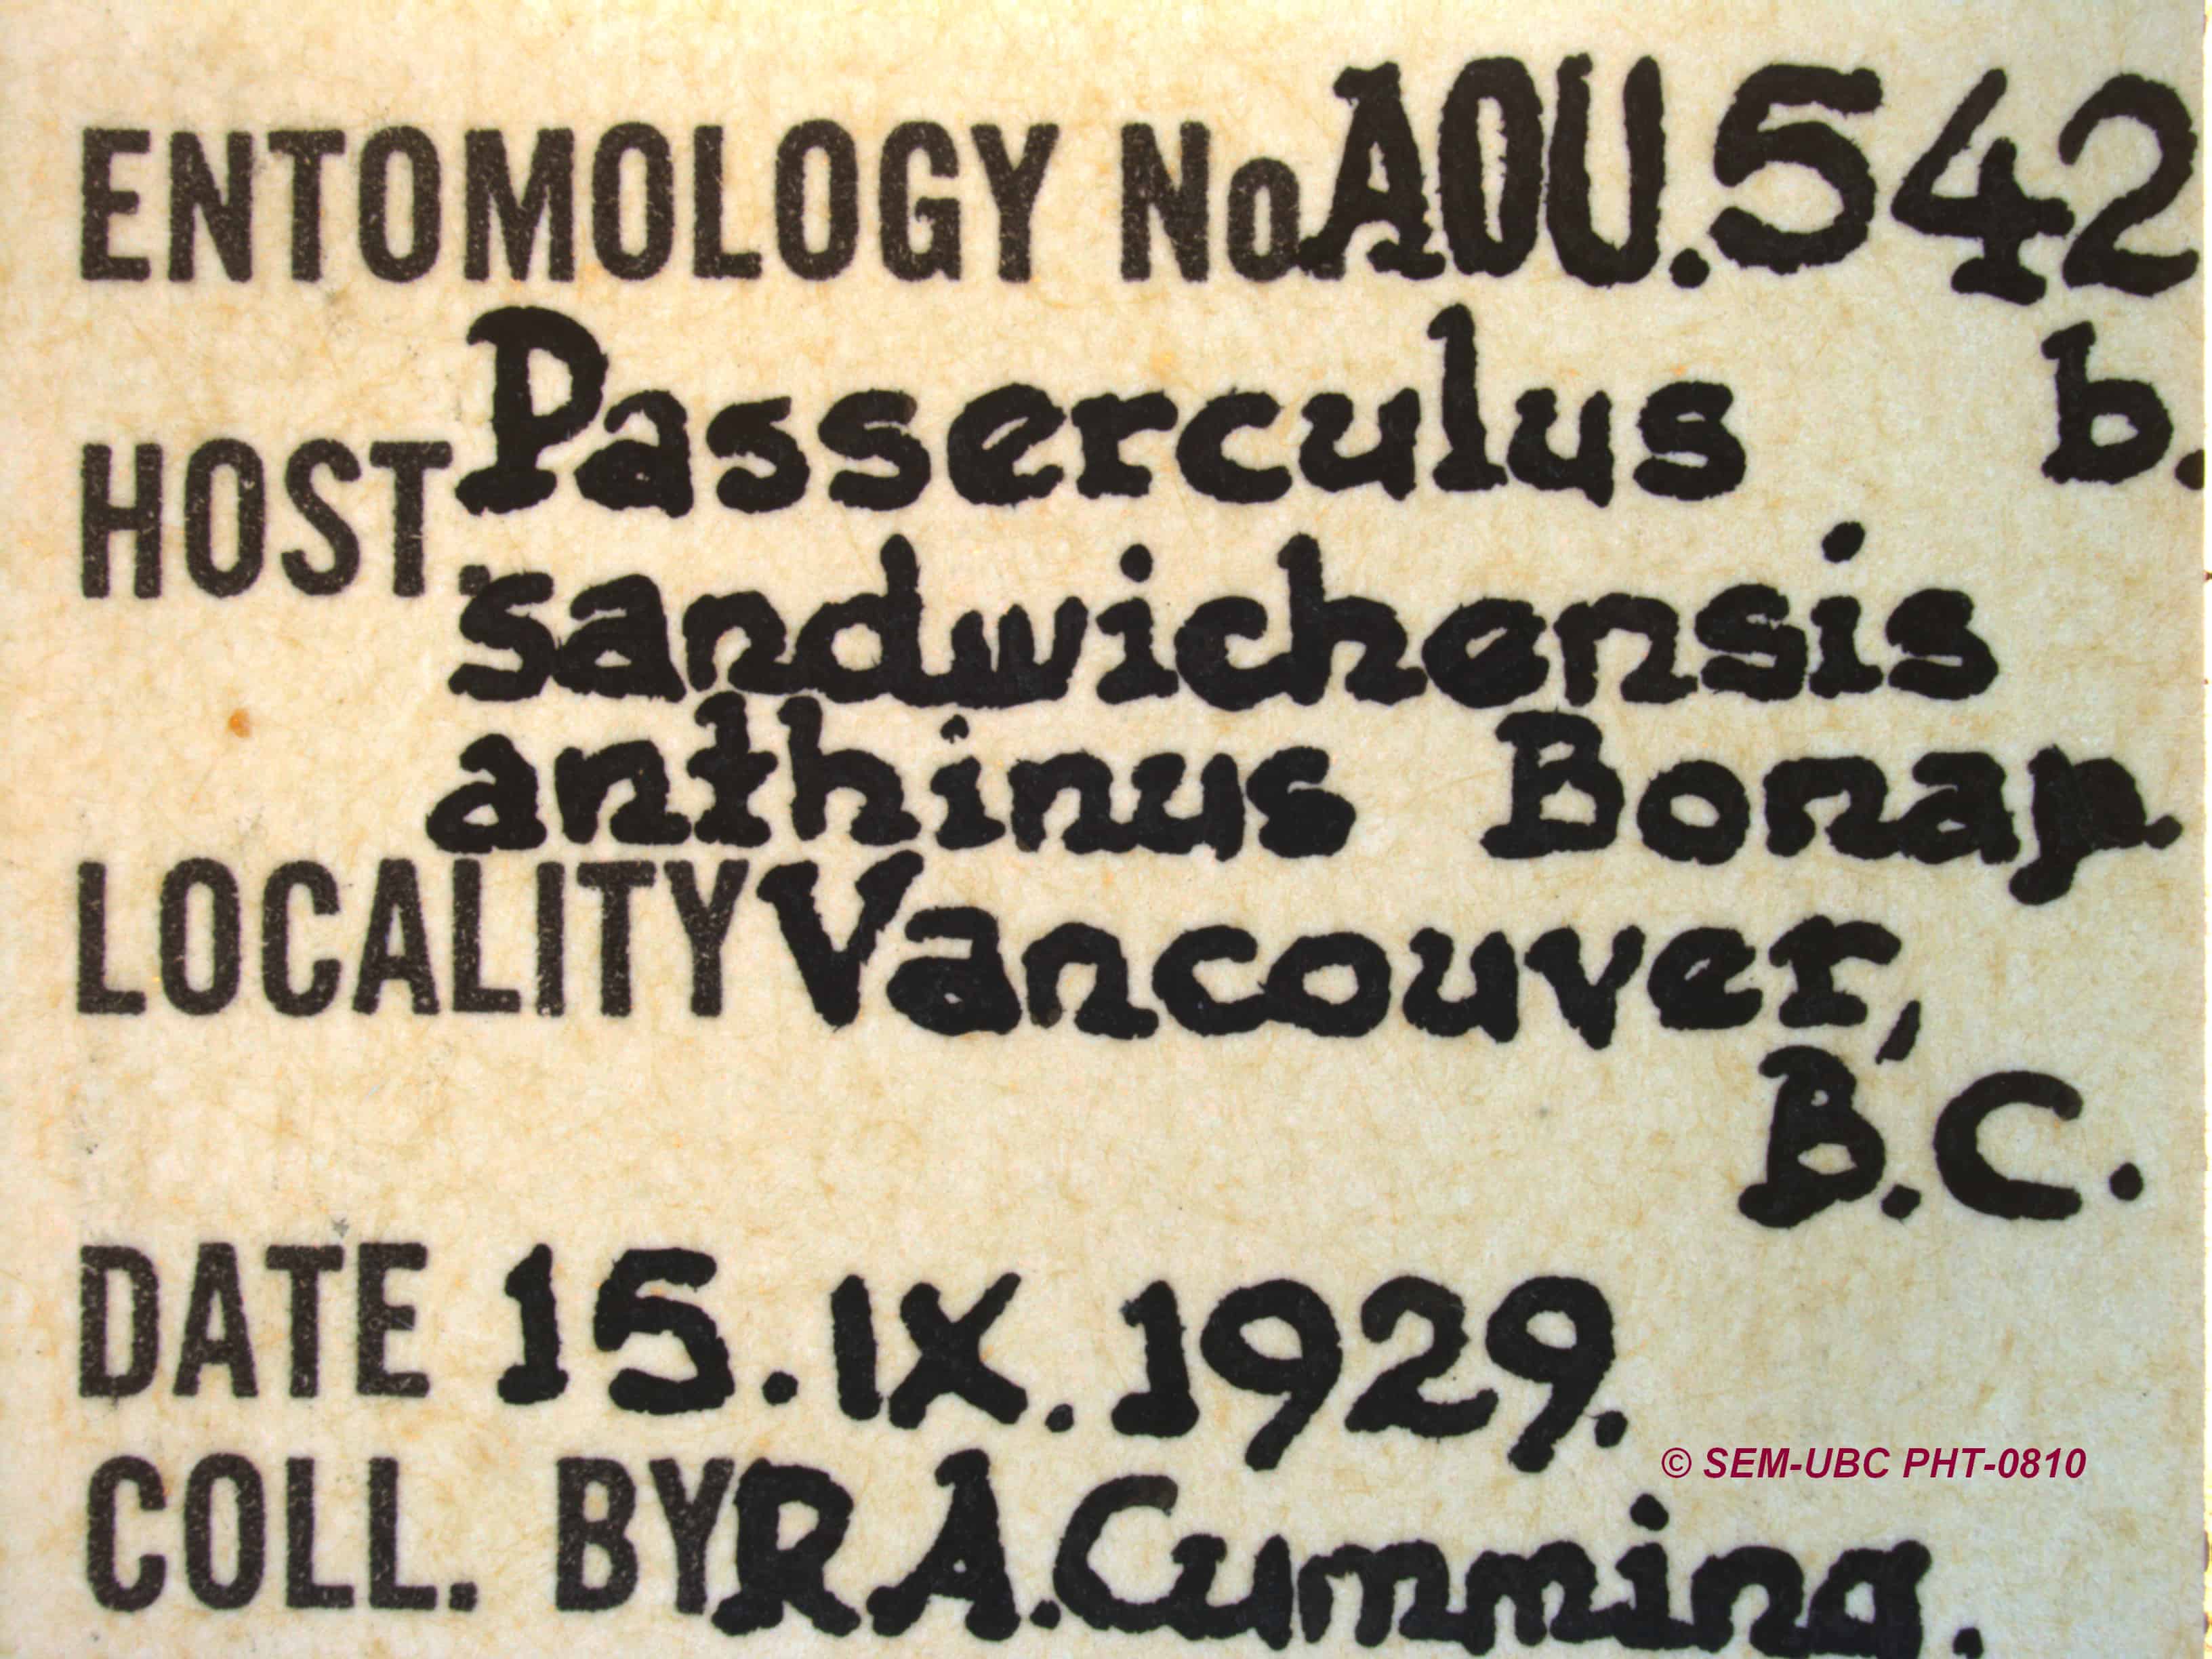 ENTOMOLOGY No AOU. 542
b.
HOST. Passerculus
sandwichensis
anthinus Bonap.
LOCALITY Vancouver,
B.C.
DATE 15.IX.1929.
© SEM-UBC PHT-0810
COLL. BY R A. Cumming.